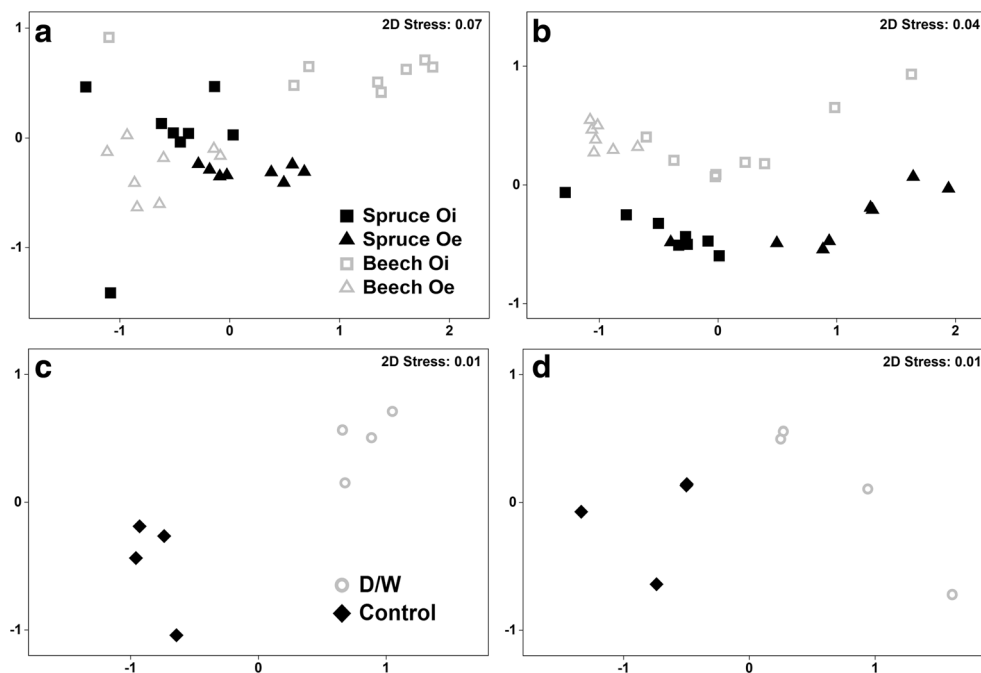 a
2D Stress: 0.07
1
0
-1
-1
0
1
2
Spruce Oi
Spruce Oe
Beech Oi
Beech Oe
b
2D Stress: 0.04
1
0
-1
-1
0
1
2
c
2D Stress: 0.01
1
0
-1
-1
0
1
D/W
Control
d
2D Stress: 0.01
1
0
-1
-1
0
1